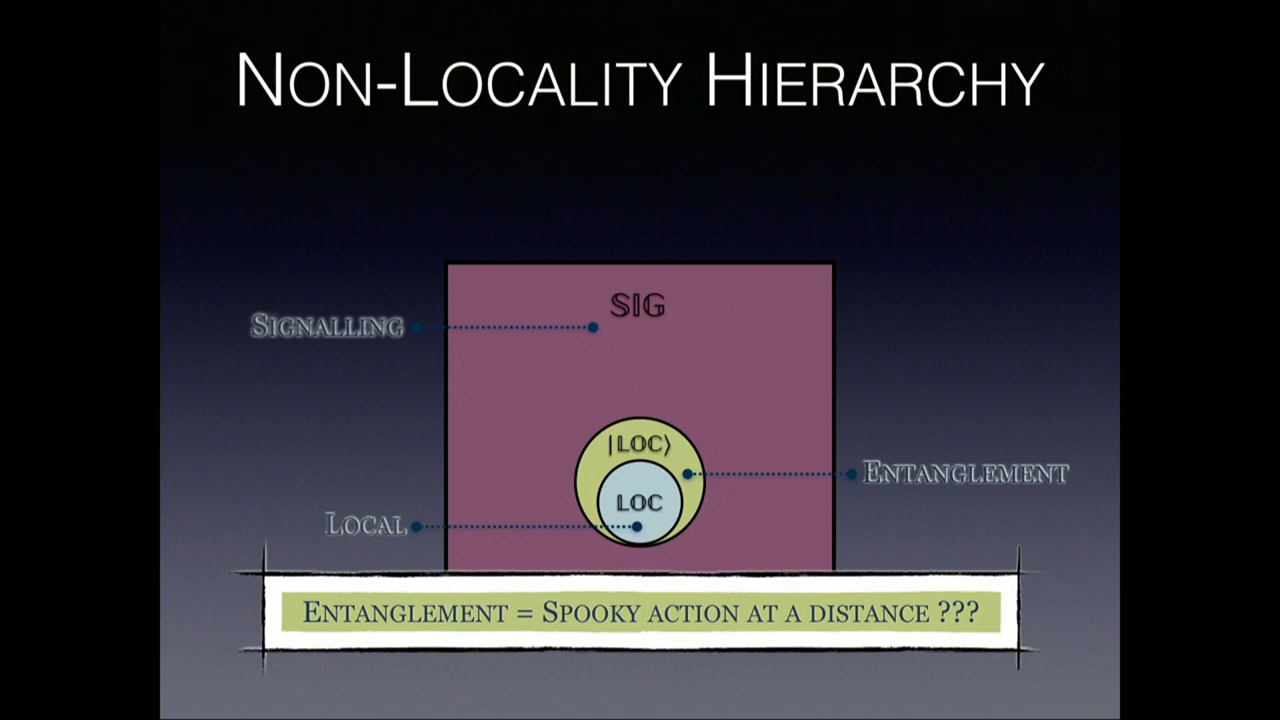 NON-LOCALITY HIERARCHY
SIG
SIGNALLING
|LOC⟩
ENTANGLEMENT
LOC
LOCAL
ENTANGLEMENT = SPOOKY ACTION AT A DISTANCE ???